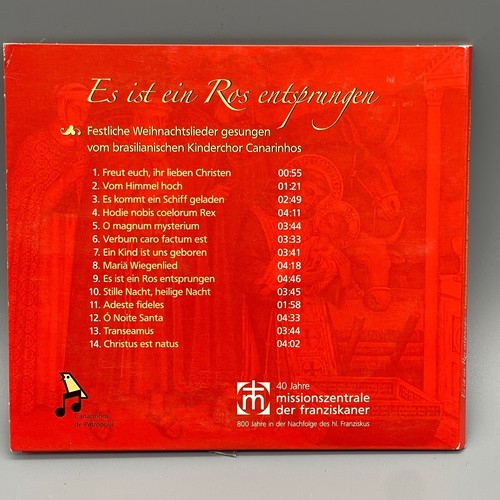 Es ist ein Ros entsprungen
Festliche Weihnachtslieder gesungen
vom brasilianischen Kinderchor Canarinhos
1. Freut euch, ihr lieben Christen 00:55
2. Vom Himmel hoch 01:21
3. Es kommt ein Schiff geladen 02:49
4. Hodie nobis coelorum Rex 04:11
5. O magnum mysterium 03:44
6. Verbum caro factum est 03:33
7. Ein Kind ist uns geboren 03:41
8. Mariä Wiegenlied 04:18
9. Es ist ein Ros entsprungen 04:46
10. Stille Nacht, heilige Nacht 03:45
11. Adeste fideles 01:58
12. Ó Noite Santa 04:33
13. Transeamus 03:44
14. Christus est natus 04:02
Canarinhos
de Petrópolis
40 Jahre
missionszentrale
der franziskaner
800 Jahre in der Nachfolge des hl. Franziskus